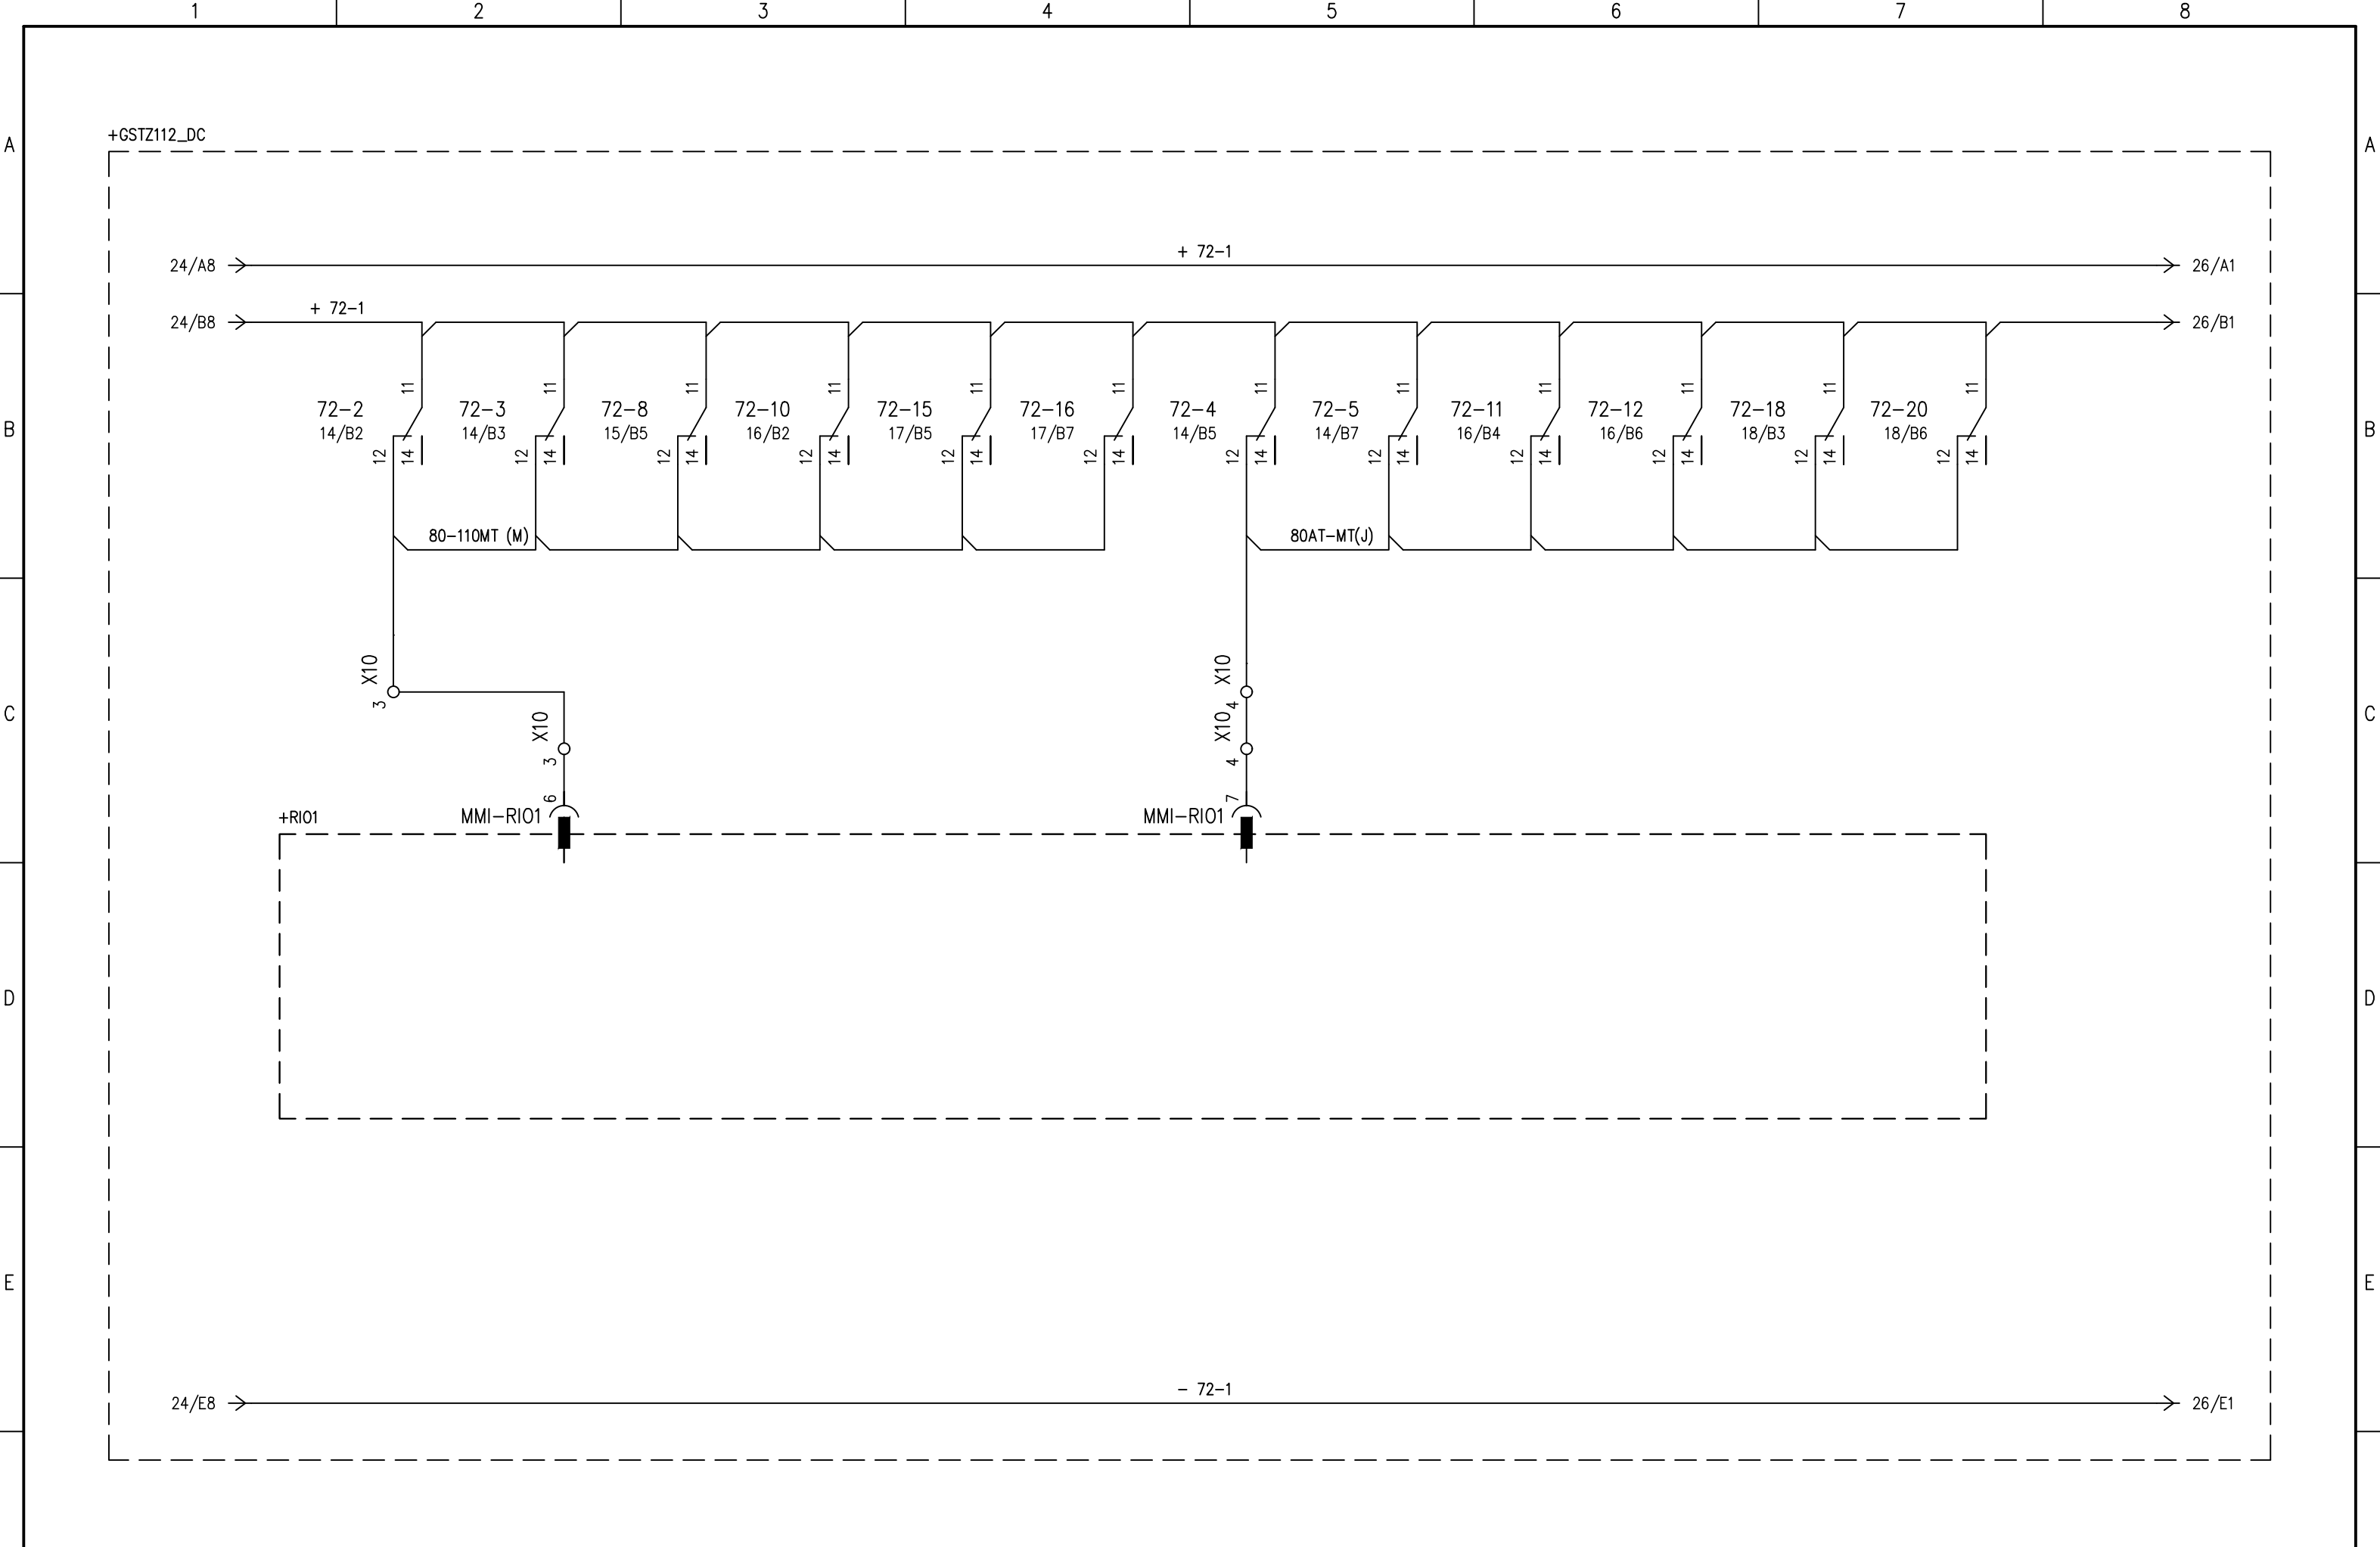 1 2 3 4 5 6 7 8
+GSTZ112_DC
A A
+ 72-1
24/A8 26/A1
+ 72-1
24/B8 26/B1
11 11 11 11 11 11 11 11 11 11 11 11
72-2 72-3 72-8 72-10 72-15 72-16 72-4 72-5 72-11 72-12 72-18 72-20
B B
14/B2 14/B3 15/B5 16/B2 17/B5 17/B7 14/B5 14/B7 16/B4 16/B6 18/B3 18/B6
12 14 12 14 12 14 12 14 12 14 12 14 12 14 12 14 12 14 12 14 12 14 12 14
80-110MT (M) 80AT-MT(J)
X10 X10
3 4
C C
X10 X10
3 4
6 7
+RIO1 MMI-RIO1 MMI-RIO1
D D
E E
- 72-1
24/E8 26/E1